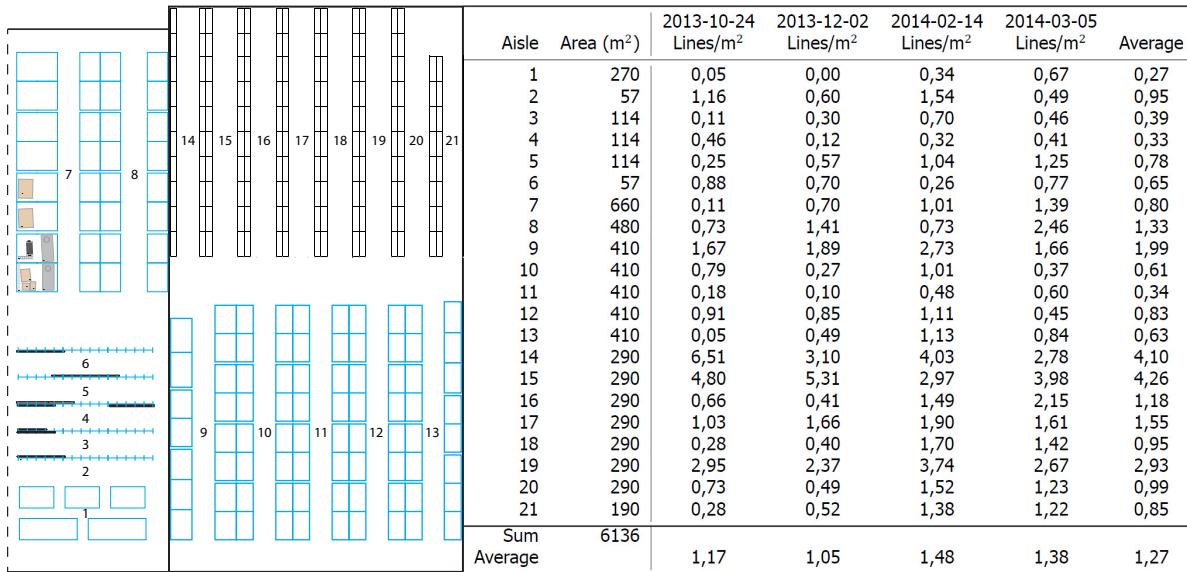 14 15 16 17 18 19 20 21
7 8
6
5
4
3
2
1
9 10 11 12 13
2013-10-24 2013-12-02 2014-02-14 2014-03-05
Aisle Area (m²) Lines/m² Lines/m² Lines/m² Lines/m² Average
1 270 0,05 0,00 0,34 0,67 0,27
2 57 1,16 0,60 1,54 0,49 0,95
3 114 0,11 0,30 0,70 0,46 0,39
4 114 0,46 0,12 0,32 0,41 0,33
5 114 0,25 0,57 1,04 1,25 0,78
6 57 0,88 0,70 0,26 0,77 0,65
7 660 0,11 0,70 1,01 1,39 0,80
8 480 0,73 1,41 0,73 2,46 1,33
9 410 1,67 1,89 2,73 1,66 1,99
10 410 0,79 0,27 1,01 0,37 0,61
11 410 0,18 0,10 0,48 0,60 0,34
12 410 0,91 0,85 1,11 0,45 0,83
13 410 0,05 0,49 1,13 0,84 0,63
14 290 6,51 3,10 4,03 2,78 4,10
15 290 4,80 5,31 2,97 3,98 4,26
16 290 0,66 0,41 1,49 2,15 1,18
17 290 1,03 1,66 1,90 1,61 1,55
18 290 0,28 0,40 1,70 1,42 0,95
19 290 2,95 2,37 3,74 2,67 2,93
20 290 0,73 0,49 1,52 1,23 0,99
21 190 0,28 0,52 1,38 1,22 0,85
Sum 6136
Average 1,17 1,05 1,48 1,38 1,27